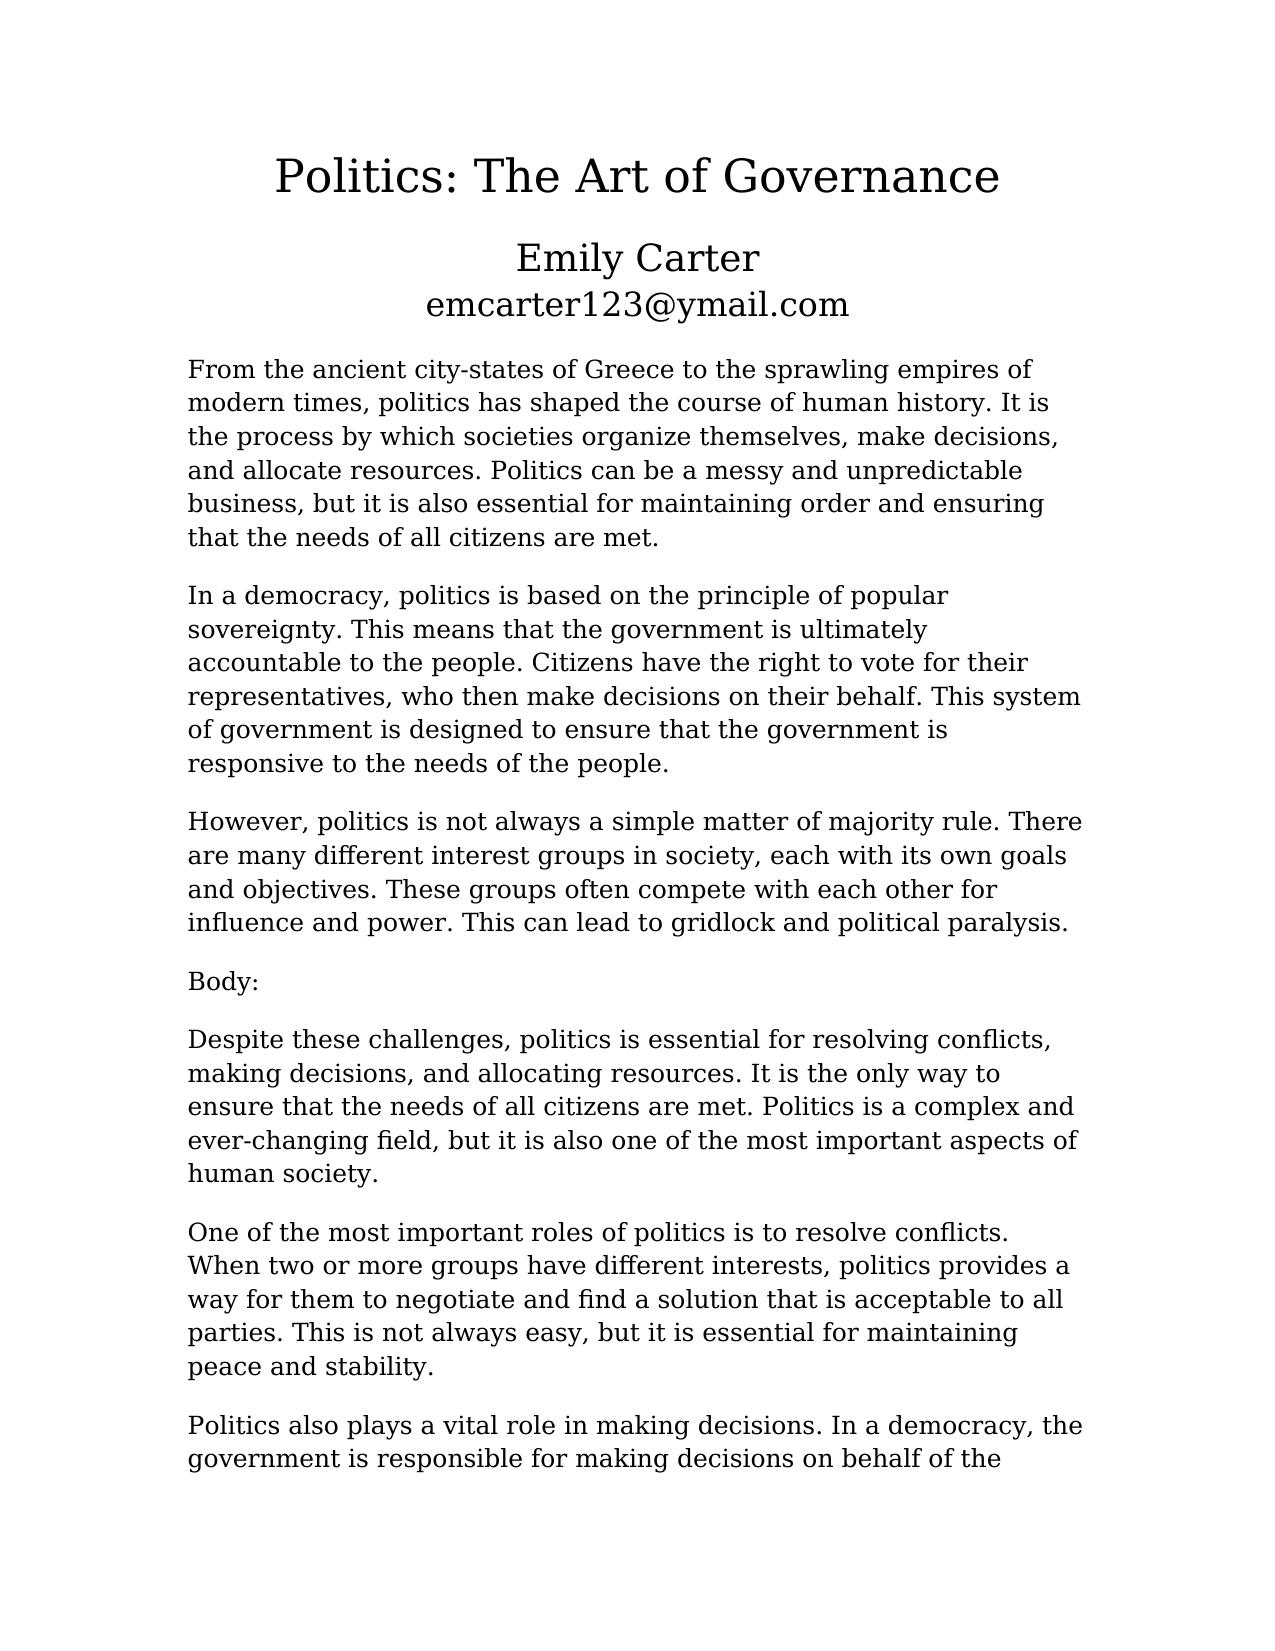 Politics: The Art of Governance
Emily Carter
emcarter123@ymail.com
From the ancient city-states of Greece to the sprawling empires of
modern times, politics has shaped the course of human history. It is
the process by which societies organize themselves, make decisions,
and allocate resources. Politics can be a messy and unpredictable
business, but it is also essential for maintaining order and ensuring
that the needs of all citizens are met.
In a democracy, politics is based on the principle of popular
sovereignty. This means that the government is ultimately
accountable to the people. Citizens have the right to vote for their
representatives, who then make decisions on their behalf. This system
of government is designed to ensure that the government is
responsive to the needs of the people.
However, politics is not always a simple matter of majority rule. There
are many different interest groups in society, each with its own goals
and objectives. These groups often compete with each other for
influence and power. This can lead to gridlock and political paralysis.
Body:
Despite these challenges, politics is essential for resolving conflicts,
making decisions, and allocating resources. It is the only way to
ensure that the needs of all citizens are met. Politics is a complex and
ever-changing field, but it is also one of the most important aspects of
human society.
One of the most important roles of politics is to resolve conflicts.
When two or more groups have different interests, politics provides a
way for them to negotiate and find a solution that is acceptable to all
parties. This is not always easy, but it is essential for maintaining
peace and stability.
Politics also plays a vital role in making decisions. In a democracy, the
government is responsible for making decisions on behalf of the